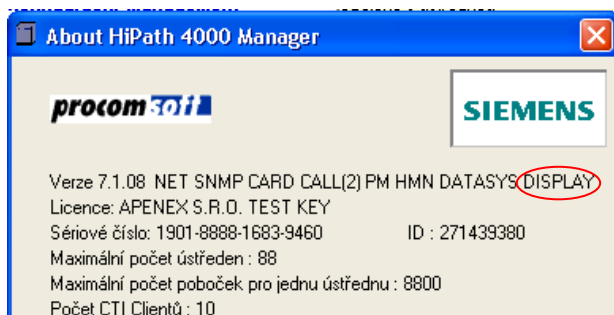 About HiPath 4000 Manager
procom soft
SIEMENS
Verze 7.1.08 NET SNMP CARD CALL(2) PM HMN DATASYS DISPLAY
Licence: APENEX S.R.O. TEST KEY
Sériové číslo: 1901-8888-1683-9460 ID : 271439380
Maximální počet ústředen : 88
Maximální počet poboček pro jednu ústřednu : 8800
Počet CTI Clientů : 10